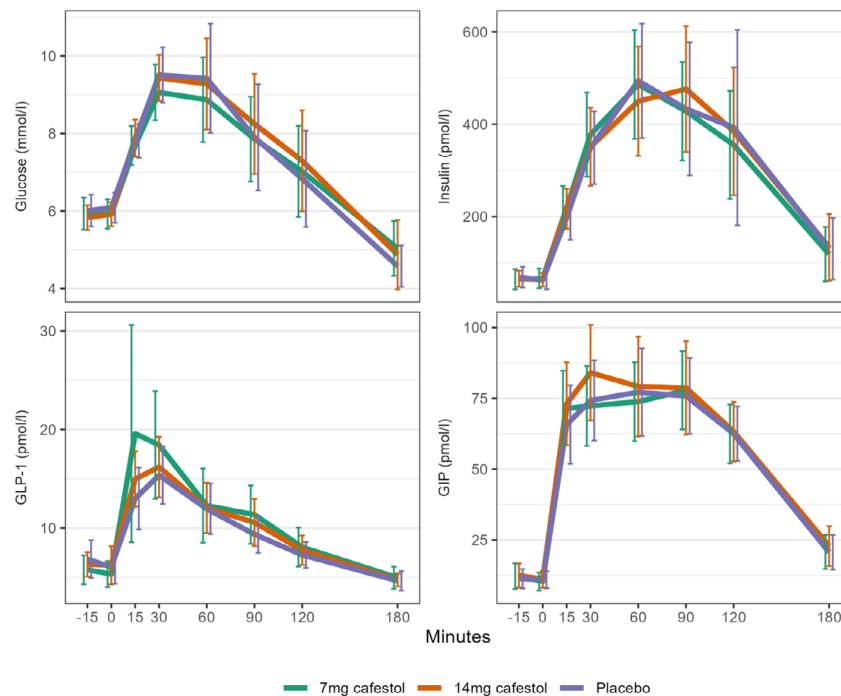 Glucose (mmol/l)
10
8
6
4
Insulin (pmol/l)
600
400
200
GLP-1 (pmol/l)
30
20
10
GIP (pmol/l)
100
75
50
25
-15 0 15 30 60 90 120 180
-15 0 15 30 60 90 120 180
Minutes
7mg cafestol 14mg cafestol Placebo